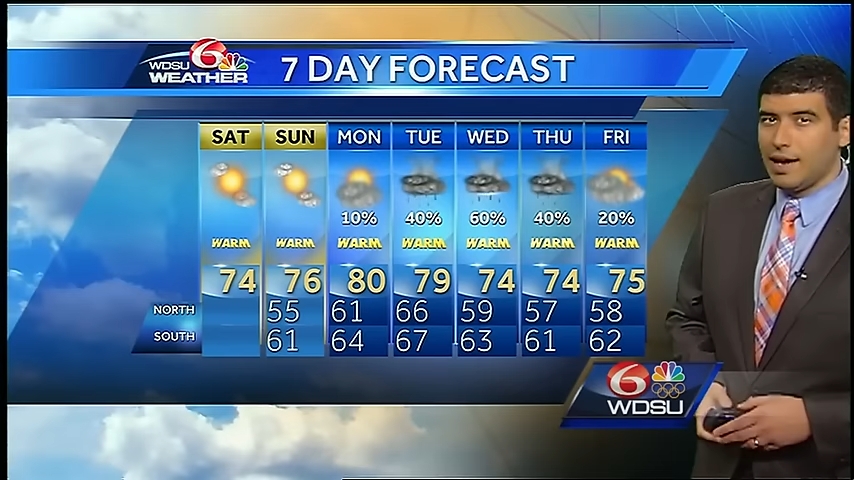 WDSU 6
WEATHER
7 DAY FORECAST
SAT SUN MON TUE WED THU FRI
10% 40% 60% 40% 20%
WARM WARM WARM WARM WARM WARM WARM
74 76 80 79 74 74 75
NORTH 55 61 66 59 57 58
SOUTH 61 64 67 63 61 62
6
WDSU